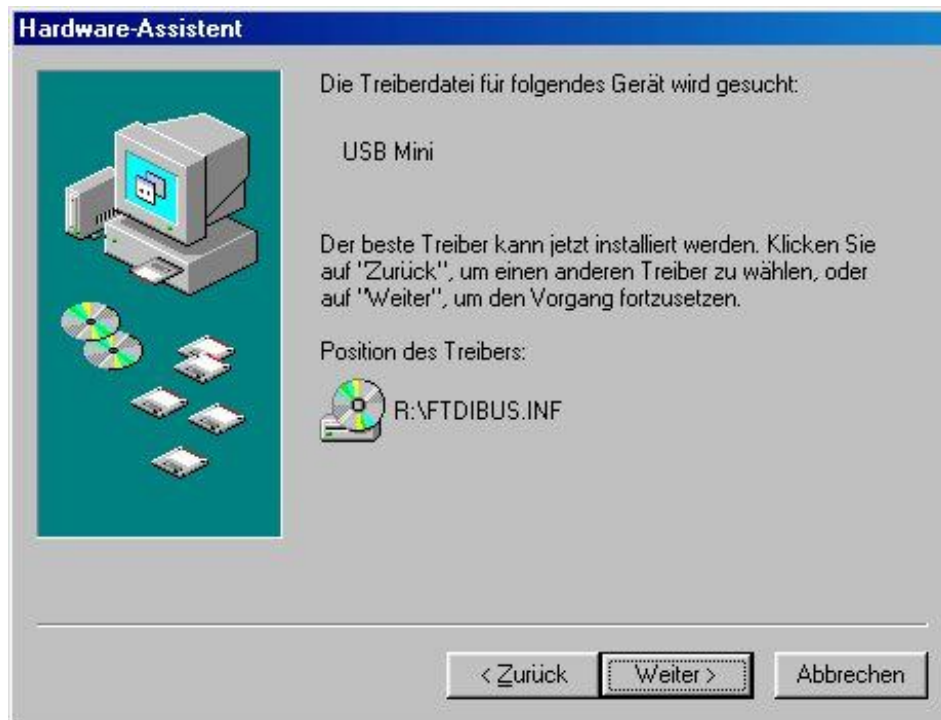 Hardware-Assistent
Die Treiberdatei für folgendes Gerät wird gesucht:
USB Mini
Der beste Treiber kann jetzt installiert werden. Klicken Sie
auf "Zurück", um einen anderen Treiber zu wählen, oder
auf "Weiter", um den Vorgang fortzusetzen.
Position des Treibers:
R:\FTDIBUS.INF
< Zurück
Weiter >
Abbrechen